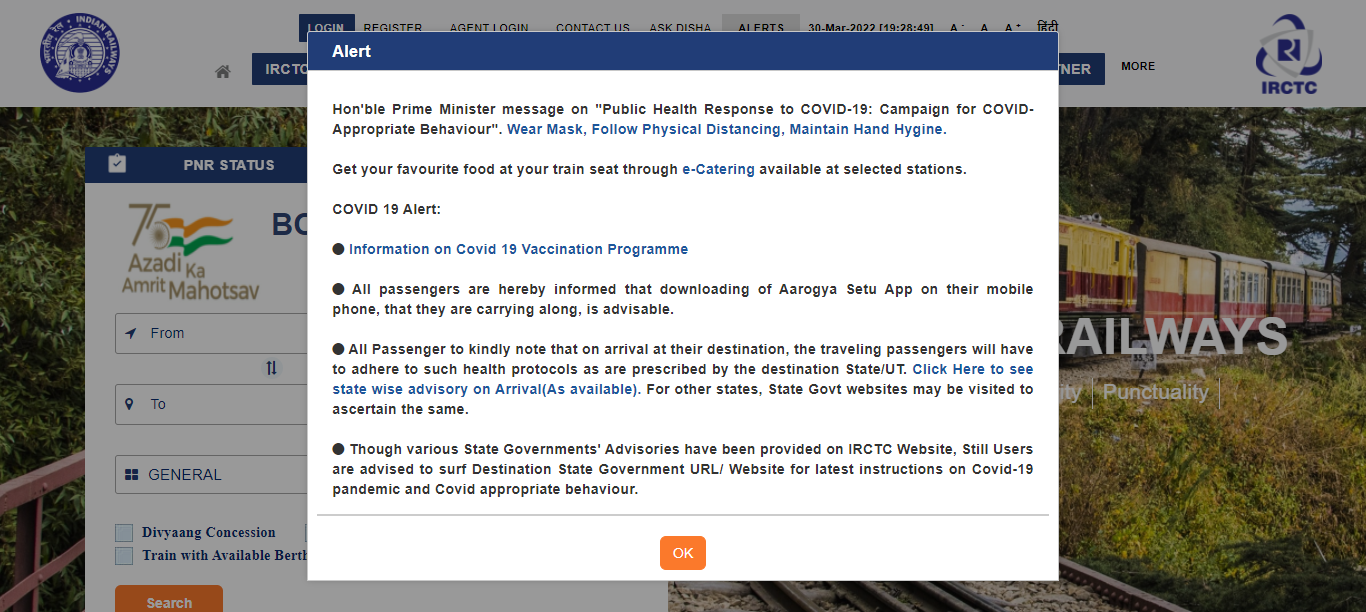 LOGIN REGISTER AGENT LOGIN CONTACT US ASK DISHA ALERTS 30-Mar-2022 [19:28:49] A - A A + हिंदी
INDIAN RAILWAYS
भारतीय रेल
IRCTC
MORE
IRCTC
Alert
Hon'ble Prime Minister message on "Public Health Response to COVID-19: Campaign for COVID-
Appropriate Behaviour". Wear Mask, Follow Physical Distancing, Maintain Hand Hygine.
Get your favourite food at your train seat through e-Catering available at selected stations.
COVID 19 Alert:
● Information on Covid 19 Vaccination Programme
● All passengers are hereby informed that downloading of Aarogya Setu App on their mobile
phone, that they are carrying along, is advisable.
● All Passenger to kindly note that on arrival at their destination, the traveling passengers will have
to adhere to such health protocols as are prescribed by the destination State/UT. Click Here to see
state wise advisory on Arrival(As available). For other states, State Govt websites may be visited to
ascertain the same.
● Though various State Governments' Advisories have been provided on IRCTC Website, Still Users
are advised to surf Destination State Government URL/ Website for latest instructions on Covid-19
pandemic and Covid appropriate behaviour.
OK
PNR STATUS
75
Azadi Ka
Amrit Mahotsav
From
To
GENERAL
Divyaang Concession
Train with Available Berth
Search
RAILWAYS
Punctuality